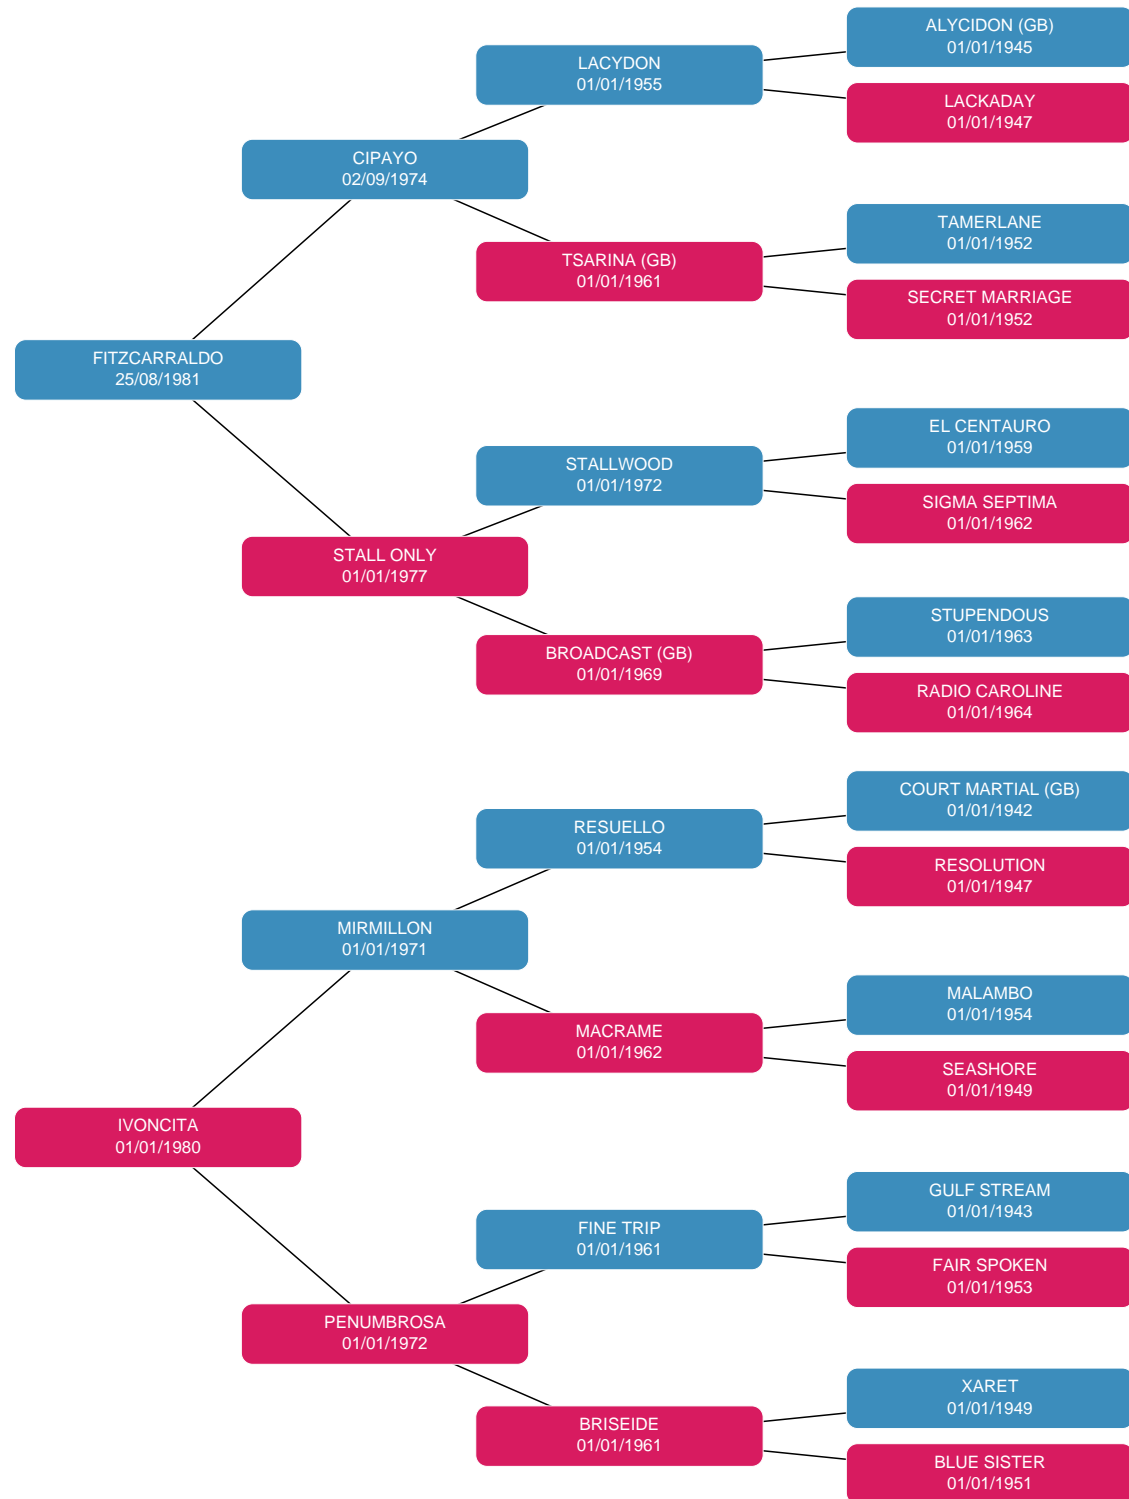 ALYCIDON (GB)
01/01/1945
LACYDON
01/01/1955
LACKADAY
01/01/1947
CIPAYO
02/09/1974
TAMERLANE
01/01/1952
TSARINA (GB)
01/01/1961
SECRET MARRIAGE
01/01/1952
FITZCARRALDO
25/08/1981
EL CENTAURO
01/01/1959
STALLWOOD
01/01/1972
SIGMA SEPTIMA
01/01/1962
STALL ONLY
01/01/1977
STUPENDOUS
01/01/1963
BROADCAST (GB)
01/01/1969
RADIO CAROLINE
01/01/1964
COURT MARTIAL (GB)
01/01/1942
RESUELLO
01/01/1954
RESOLUTION
01/01/1947
MIRMILLON
01/01/1971
MALAMBO
01/01/1954
MACRAME
01/01/1962
SEASHORE
01/01/1949
IVONCITA
01/01/1980
GULF STREAM
01/01/1943
FINE TRIP
01/01/1961
FAIR SPOKEN
01/01/1953
PENUMBROSA
01/01/1972
XARET
01/01/1949
BRISEIDE
01/01/1961
BLUE SISTER
01/01/1951